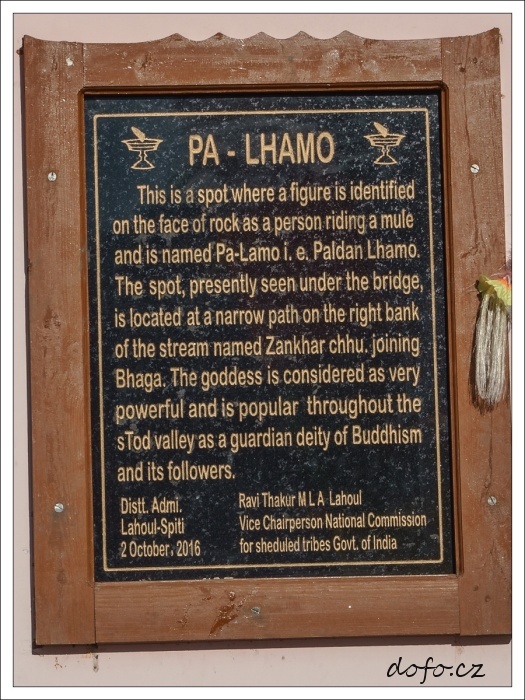 PA - LHAMO
This is a spot where a figure is identified
on the face of rock as a person riding a mule
and is named Pa-Lamo i. e. Paldan Lhamo.
The spot, presently seen under the bridge,
is located at a narrow path on the right bank
of the stream named Zankhar chhu. joining
Bhaga. The goddess is considered as very
powerful and is popular throughout the
sTod valley as a guardian deity of Buddhism
and its followers.
Distt. Admi.
Lahoul-Spiti
2 October, 2016
Ravi Thakur M L A Lahoul
Vice Chairperson National Commission
for sheduled tribes Govt. of India
dofo.cz